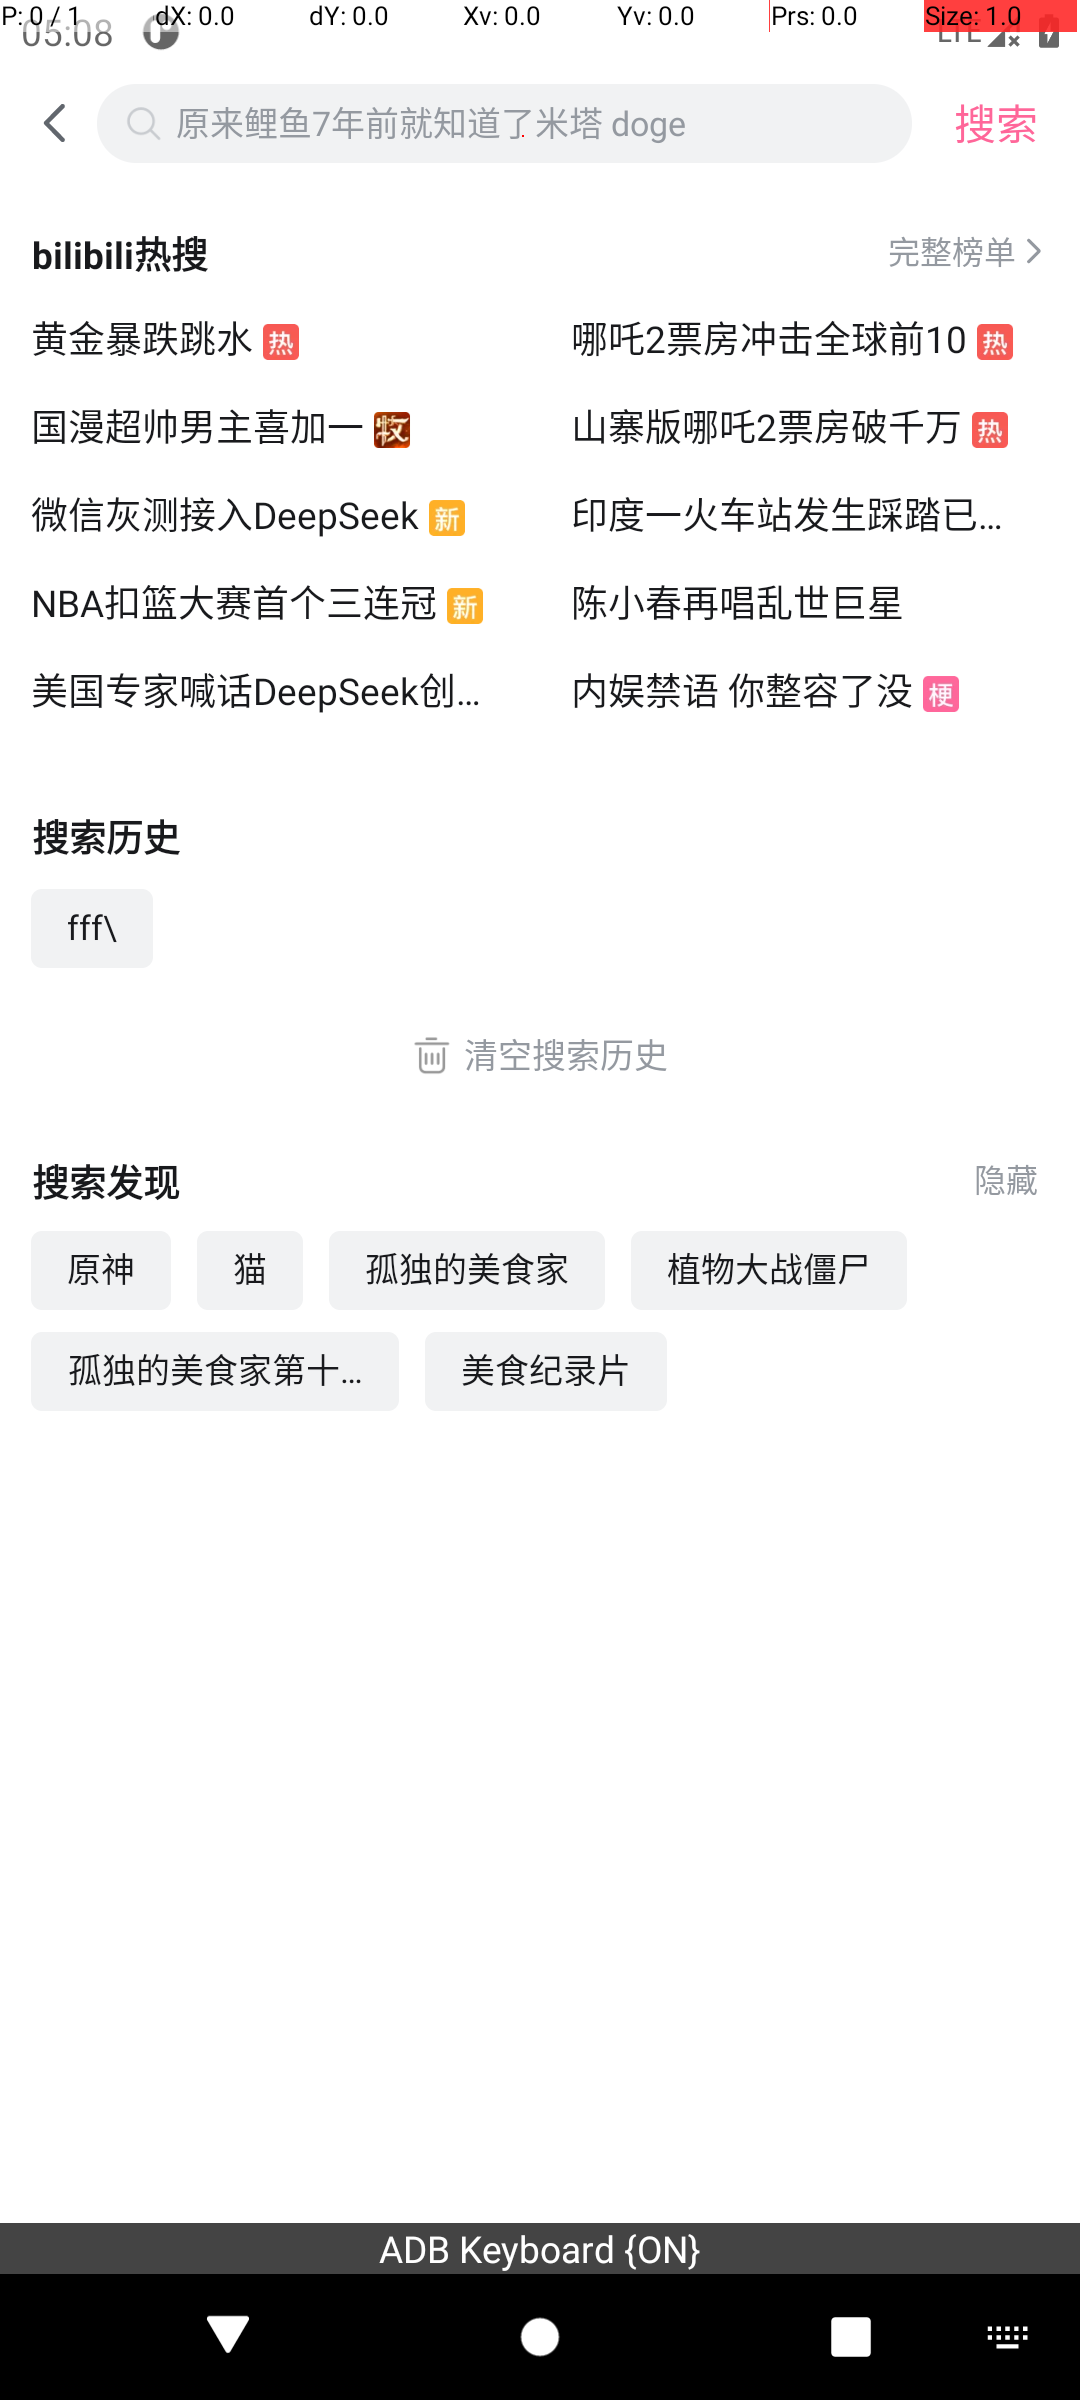 P: 0 / 1 dX: 0.0 dY: 0.0 Xv: 0.0 Yv: 0.0 Prs: 0.0 Size: 1.0
05:08 LTE
原来鲤鱼7年前就知道了米塔 doge 搜索
bilibili热搜 完整榜单
黄金暴跌跳水 热 哪吒2票房冲击全球前10 热
国漫超帅男主喜加一 牧 山寨版哪吒2票房破千万 热
微信灰测接入DeepSeek 新 印度一火车站发生踩踏已...
NBA扣篮大赛首个三连冠 新 陈小春再唱乱世巨星
美国专家喊话DeepSeek创... 内娱禁语 你整容了没 梗
搜索历史
fff\
清空搜索历史
搜索发现 隐藏
原神 猫 孤独的美食家 植物大战僵尸
孤独的美食家第十... 美食纪录片
ADB Keyboard {ON}